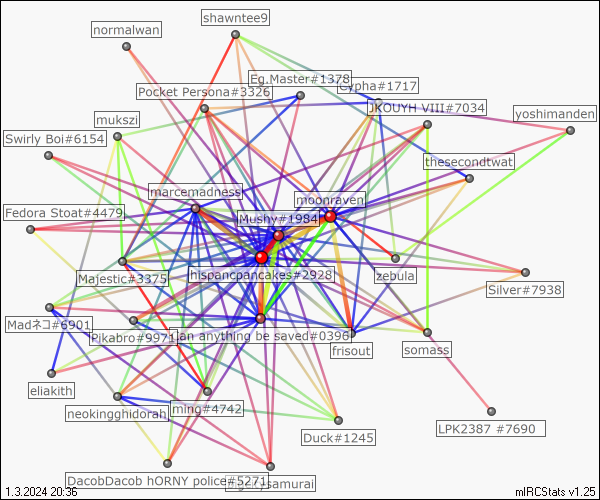 shawntee9
normalwan
Eg.Master#1378
Cypha#1717
Pocket Persona#3326
JKOUYH VIII#7034
yoshimanden
mukszi
Swirly Boi#6154
thesecondtwat
marcemadness
moonraven
Fedora Stoat#4479
Mushy#1984
Majestic#3375
hispancpancakes#2928
zebula
Silver#7938
Madネコ#6901
Pikabro#9971
an anything be saved#0396
frisout
somass
eliakith
neokingghidorah
ming#4742
LPK2387 #7690
Duck#1245
DacobDacob hORNY police#5271
kysamurai
1.3.2024 20:36
mIRCStats v1.25